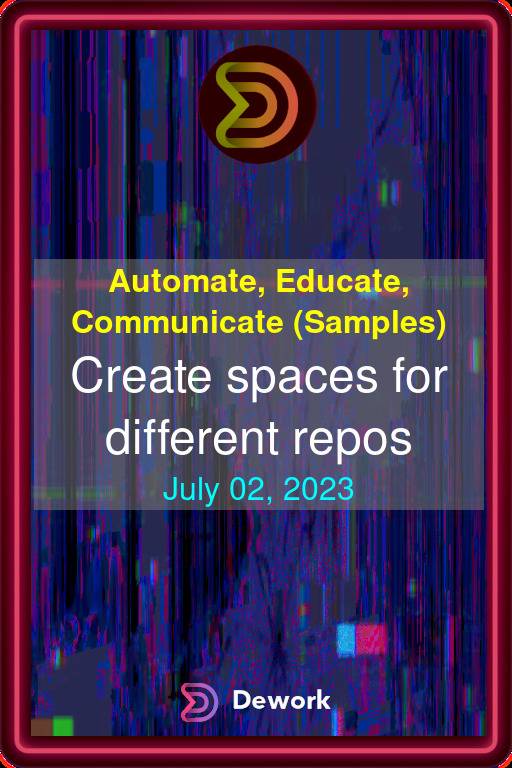 Automate, Educate,
Communicate (Samples)
Create spaces for
different repos
July 02, 2023
Dework